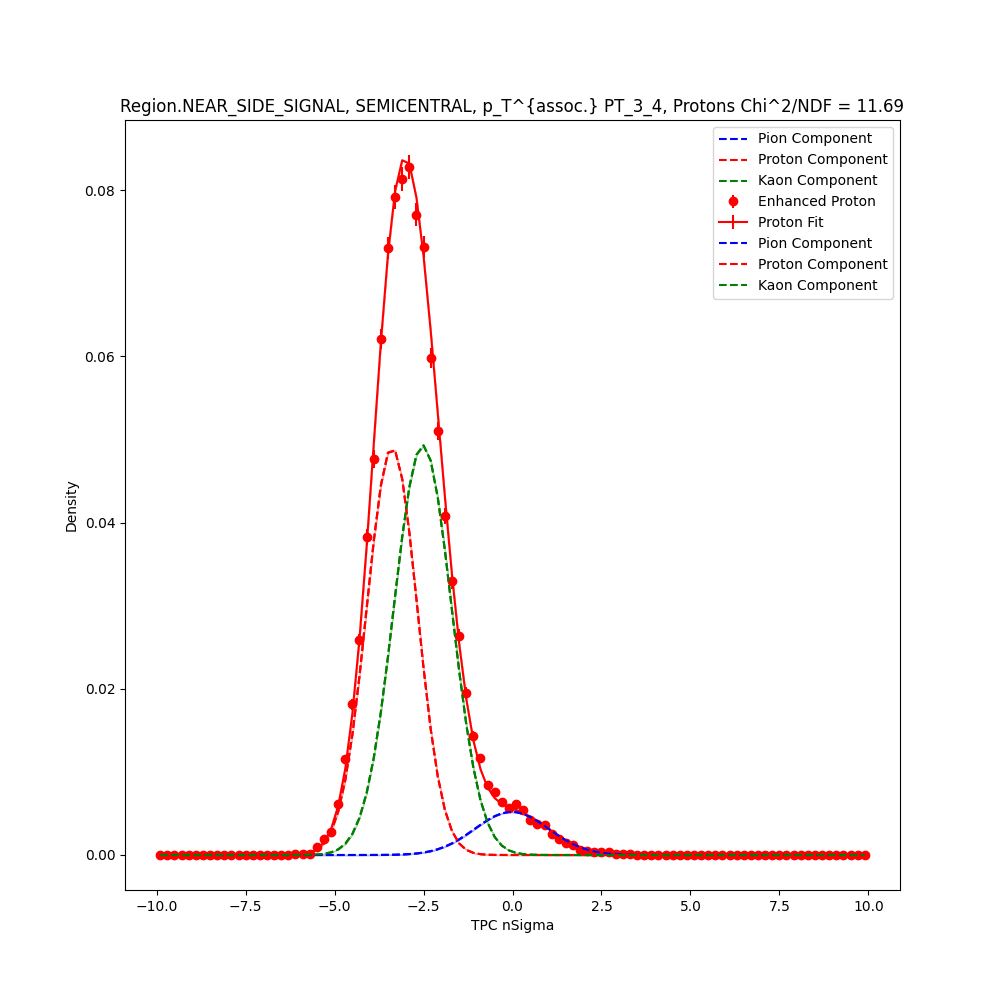 Region.NEAR_SIDE_SIGNAL, SEMICENTRAL, p_T^{assoc.} PT_3_4, Protons Chi^2/NDF = 11.69
Pion Component
Proton Component
Kaon Component
Enhanced Proton
Proton Fit
Pion Component
Proton Component
Kaon Component
0.08
0.06
0.04
0.02
0.00
Density
−10.0 −7.5 −5.0 −2.5 0.0 2.5 5.0 7.5 10.0
TPC nSigma